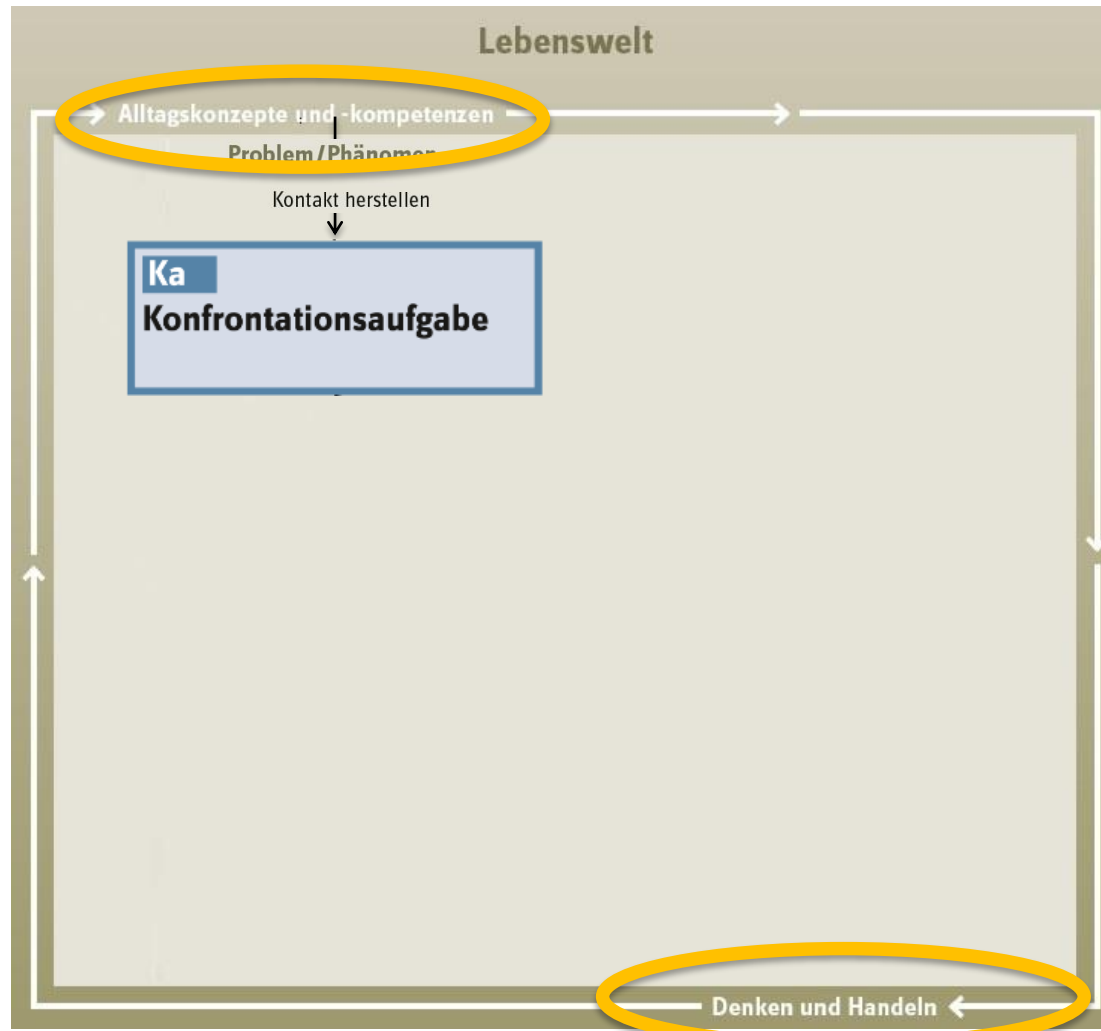 Lebenswelt
Alltagskonzepte und -kompetenzen
Problem/Phänomen
Kontakt herstellen
Ka
Konfrontationsaufgabe
Denken und Handeln